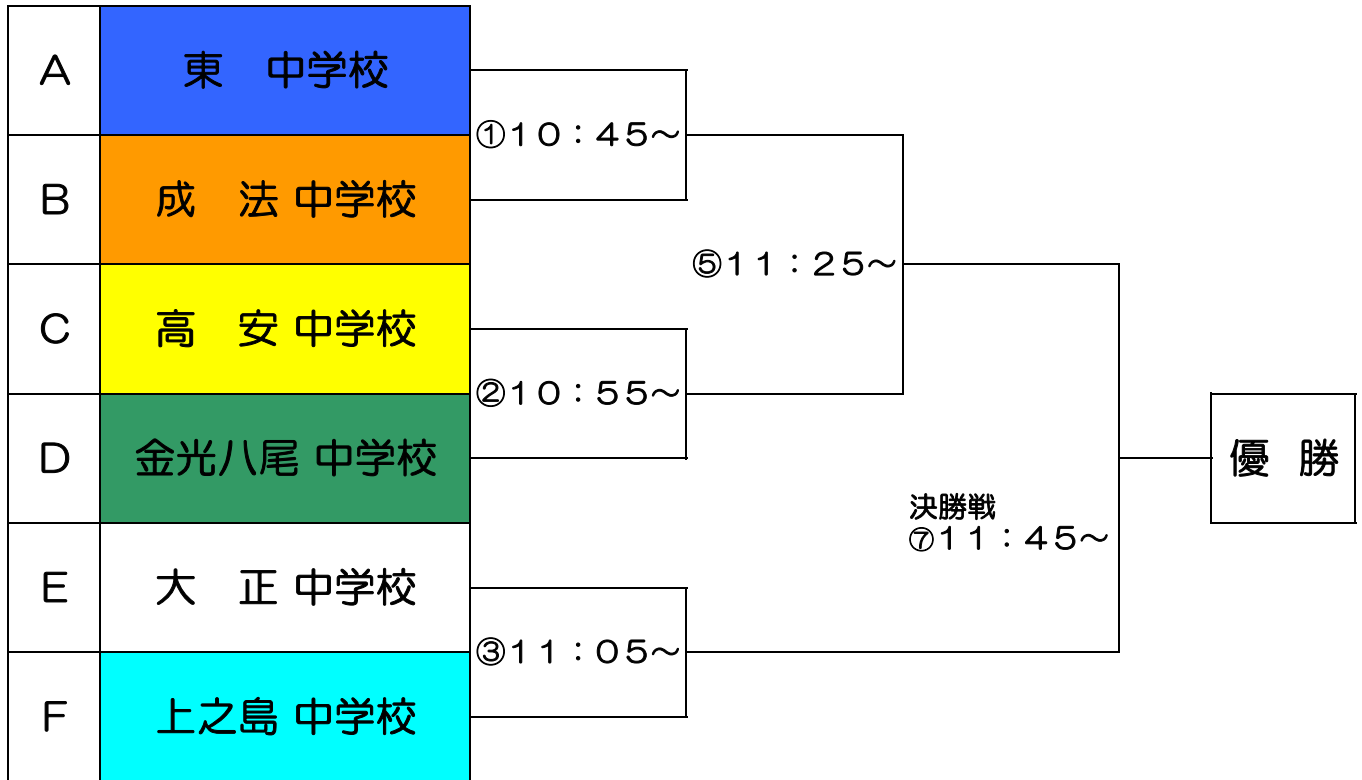 A 東　中学校
①１０：４５～
B 成　法 中学校
⑤１１：２５～
C 高　安 中学校
②１０：５５～
D 金光八尾 中学校
優 勝
決勝戦
⑦１１：４５～
E 大　正 中学校
③１１：０５～
F 上之島 中学校